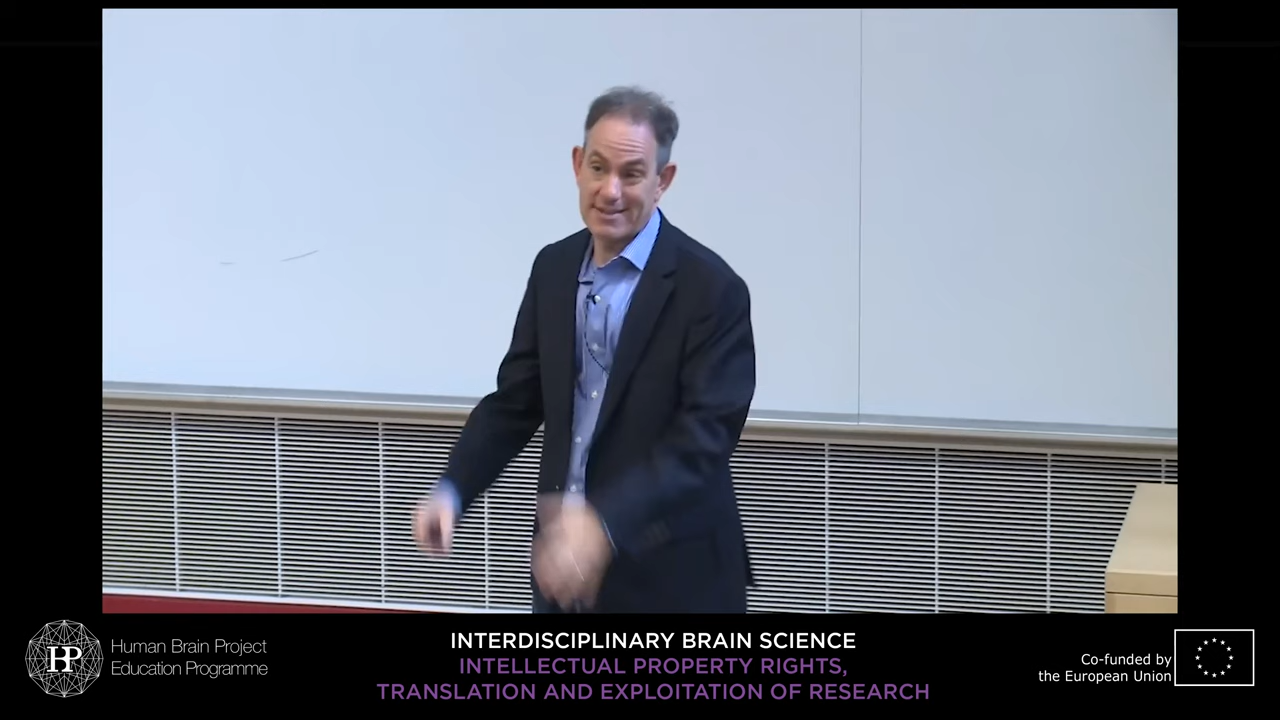 Human Brain Project
Education Programme
INTERDISCIPLINARY BRAIN SCIENCE
INTELLECTUAL PROPERTY RIGHTS,
TRANSLATION AND EXPLOITATION OF RESEARCH
Co-funded by
the European Union
HP